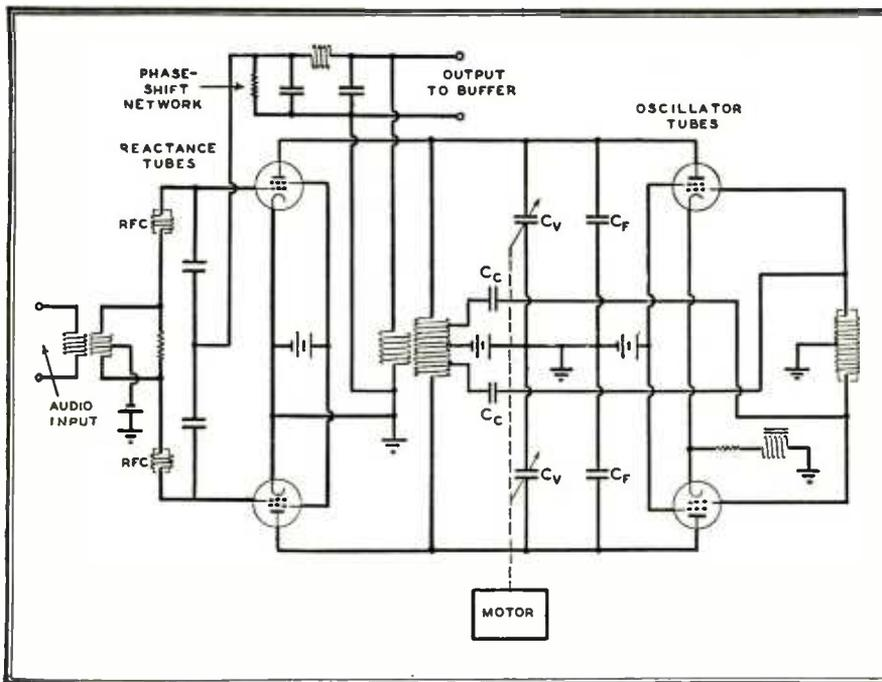 PHASE-
SHIFT
NETWORK
OUTPUT
TO BUFFER
OSCILLATOR
TUBES
REACTANCE
TUBES
RFC
CV
CF
CC
AUDIO
INPUT
CC
RFC
CV
CF
MOTOR